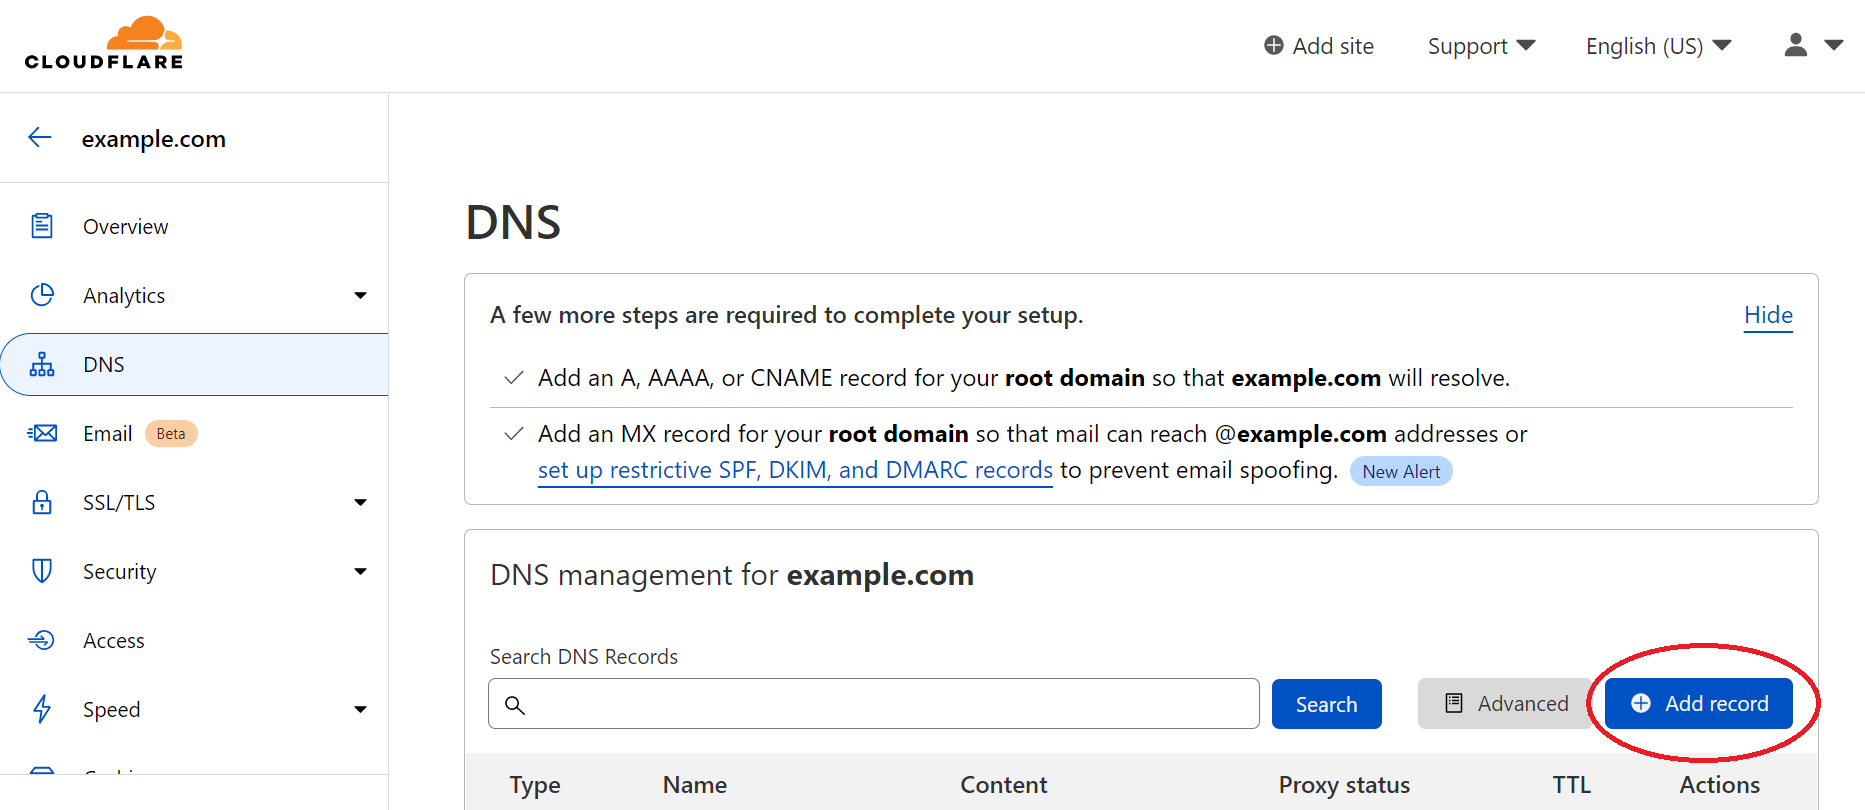 CLOUDFLARE
Add site
Support
English (US)
example.com
Overview
Analytics
DNS
Email Beta
SSL/TLS
Security
Access
Speed
DNS
A few more steps are required to complete your setup.
Hide
Add an A, AAAA, or CNAME record for your root domain so that example.com will resolve.
Add an MX record for your root domain so that mail can reach @example.com addresses or
set up restrictive SPF, DKIM, and DMARC records to prevent email spoofing. New Alert
DNS management for example.com
Search DNS Records
Search
Advanced
Add record
Type Name Content Proxy status TTL Actions